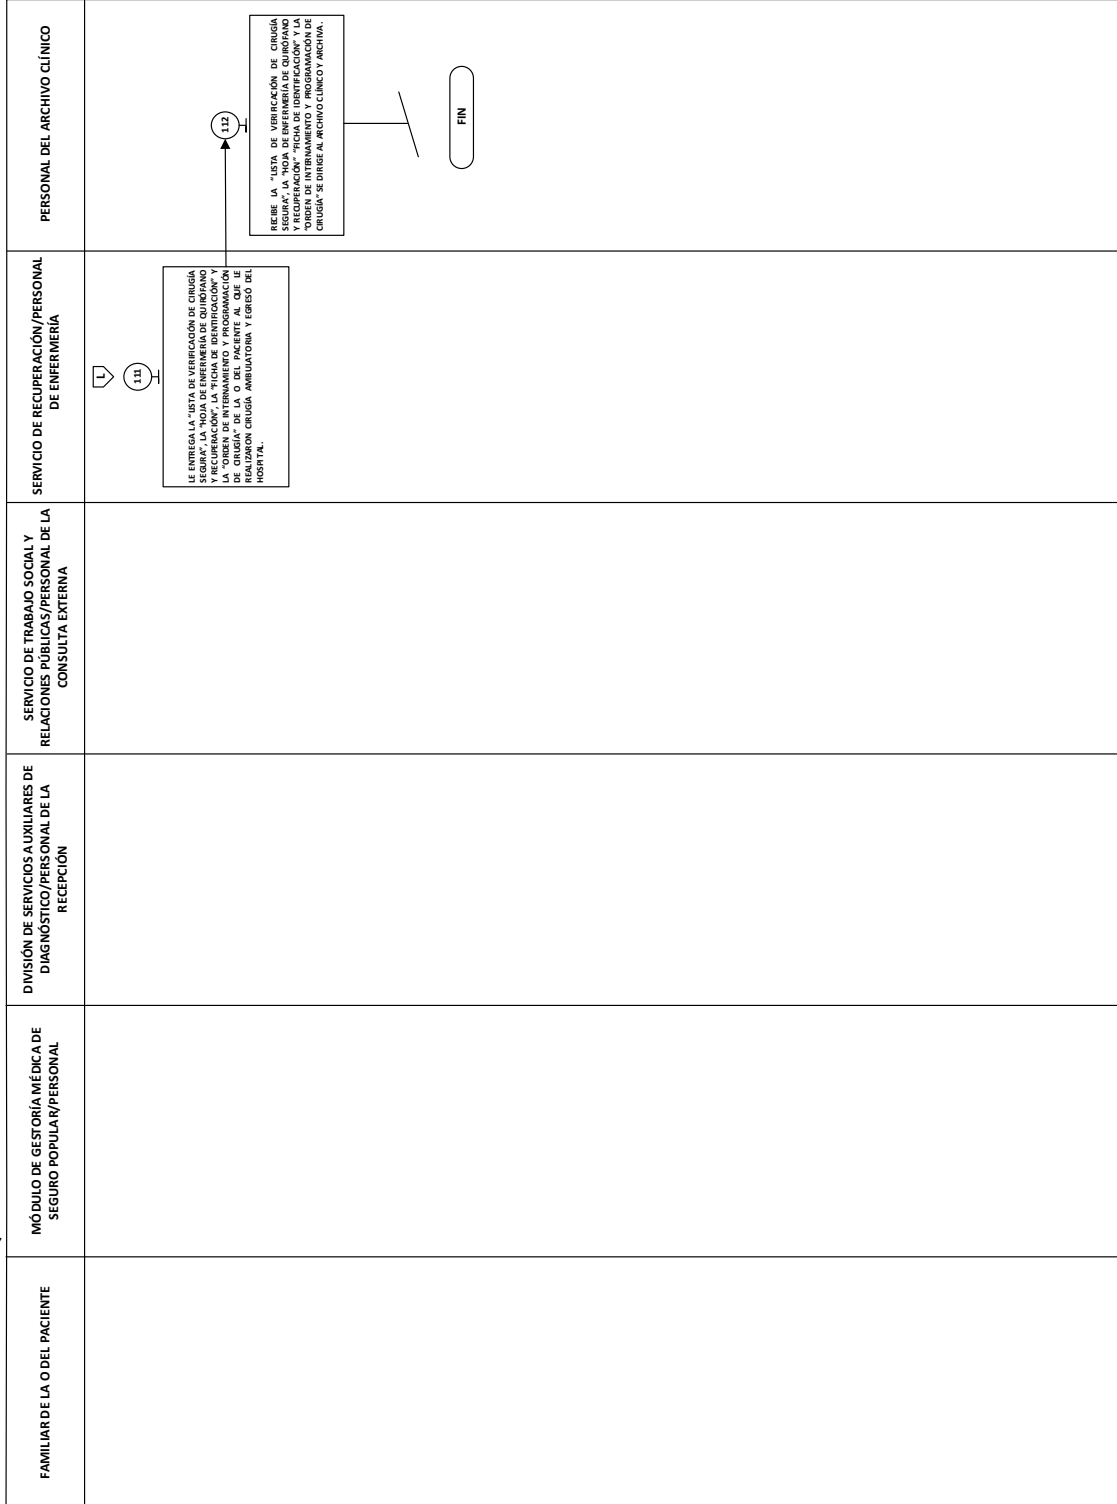 FAMILIAR DE LA O DEL PACIENTE
MÓDULO DE GESTORÍA MÉDICA DE
SEGURO POPULAR/PERSONAL
DIVISIÓN DE SERVICIOS AUXILIARES DE
DIAGNÓSTICO/PERSONAL DE LA
RECEPCIÓN
SERVICIO DE TRABAJO SOCIAL Y
RELACIONES PÚBLICAS/PERSONAL DE LA
CONSULTA EXTERNA
SERVICIO DE RECUPERACIÓN/PERSONAL
DE ENFERMERÍA
PERSONAL DEL ARCHIVO CLÍNICO
L
111
LE ENTREGA LA "LISTA DE VERIFICACIÓN DE CIRUGÍA
SEGURA", LA "HOJA DE ENFERMERÍA DE QUIRÓFANO
Y RECUPERACIÓN", LA "FICHA DE IDENTIFICACIÓN" Y
LA "ORDEN DE INTERNAMIENTO Y PROGRAMACIÓN
DE CIRUGÍA" DE LA O DEL PACIENTE AL QUE LE
REALIZARON CIRUGÍA AMBULATORIA Y EGRESÓ DEL
HOSPITAL.
112
RECIBE LA "LISTA DE VERIFICACIÓN DE CIRUGÍA
SEGURA", LA "HOJA DE ENFERMERÍA DE QUIRÓFANO
Y RECUPERACIÓN" "FICHA DE IDENTIFICACIÓN" Y LA
"ORDEN DE INTERNAMIENTO Y PROGRAMACIÓN DE
CIRUGÍA" SE DIRIGE AL ARCHIVO CLÍNICO Y ARCHIVA.
FIN